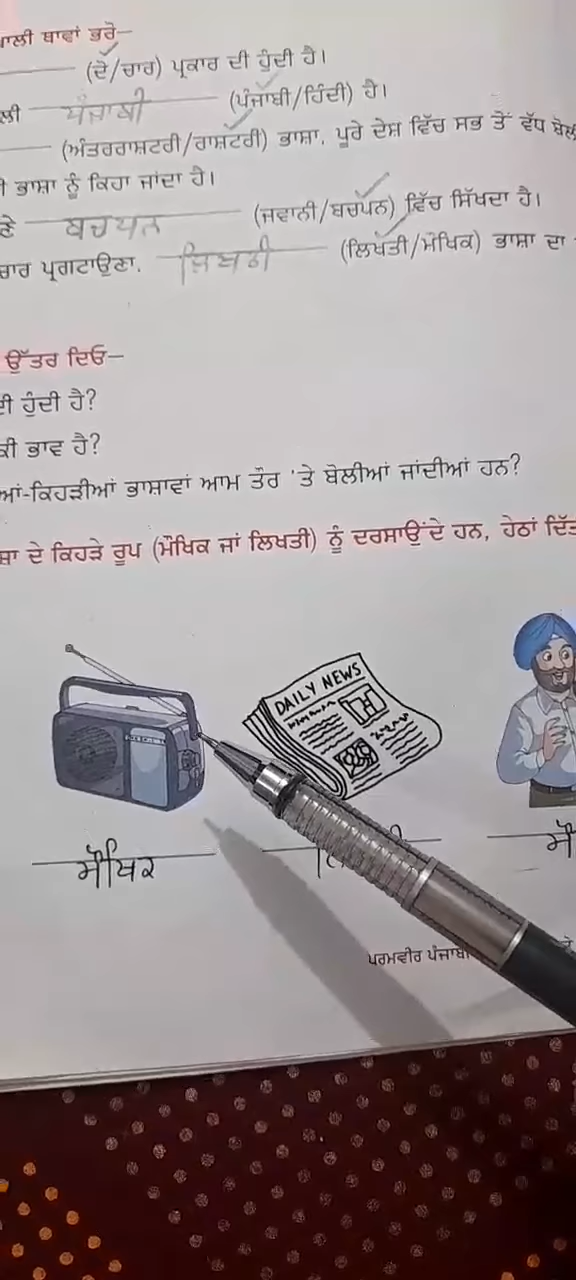 ਖਾਲੀ ਥਾਵਾਂ ਭਰੋ—
(ਦੋ/ਚਾਰ) ਪ੍ਰਕਾਰ ਦੀ ਹੁੰਦੀ ਹੈ।
ਲੀ ਪੰਜਾਬੀ (ਪੰਜਾਬੀ/ਹਿੰਦੀ) ਹੈ।
(ਅੰਤਰਰਾਸ਼ਟਰੀ/ਰਾਸ਼ਟਰੀ) ਭਾਸ਼ਾ, ਪੂਰੇ ਦੇਸ਼ ਵਿੱਚ ਸਭ ਤੋਂ ਵੱਧ ਬੋਲੀ
ੀ ਭਾਸ਼ਾ ਨੂੰ ਕਿਹਾ ਜਾਂਦਾ ਹੈ।
ਣੇ ਬਚਪਨ (ਜਵਾਨੀ/ਬਚਪਨ) ਵਿੱਚ ਸਿੱਖਦਾ ਹੈ।
ਚਾਰ ਪ੍ਰਗਟਾਉਣਾ, ਲਿਖਤੀ (ਲਿਖਤੀ/ਮੌਖਿਕ) ਭਾਸ਼ਾ ਦਾ
ਉੱਤਰ ਦਿਓ—
ਦੀ ਹੁੰਦੀ ਹੈ?
ਕੀ ਭਾਵ ਹੈ?
ਆਂ-ਕਿਹੜੀਆਂ ਭਾਸ਼ਾਵਾਂ ਆਮ ਤੌਰ 'ਤੇ ਬੋਲੀਆਂ ਜਾਂਦੀਆਂ ਹਨ?
ਸ਼ਾ ਦੇ ਕਿਹੜੇ ਰੂਪ (ਮੌਖਿਕ ਜਾਂ ਲਿਖਤੀ) ਨੂੰ ਦਰਸਾਉਂਦੇ ਹਨ, ਹੇਠਾਂ ਦਿੱਤ
DAILY NEWS
ਮੌਖਿਕ
ਪਰਮਵੀਰ ਪੰਜਾਬੀ